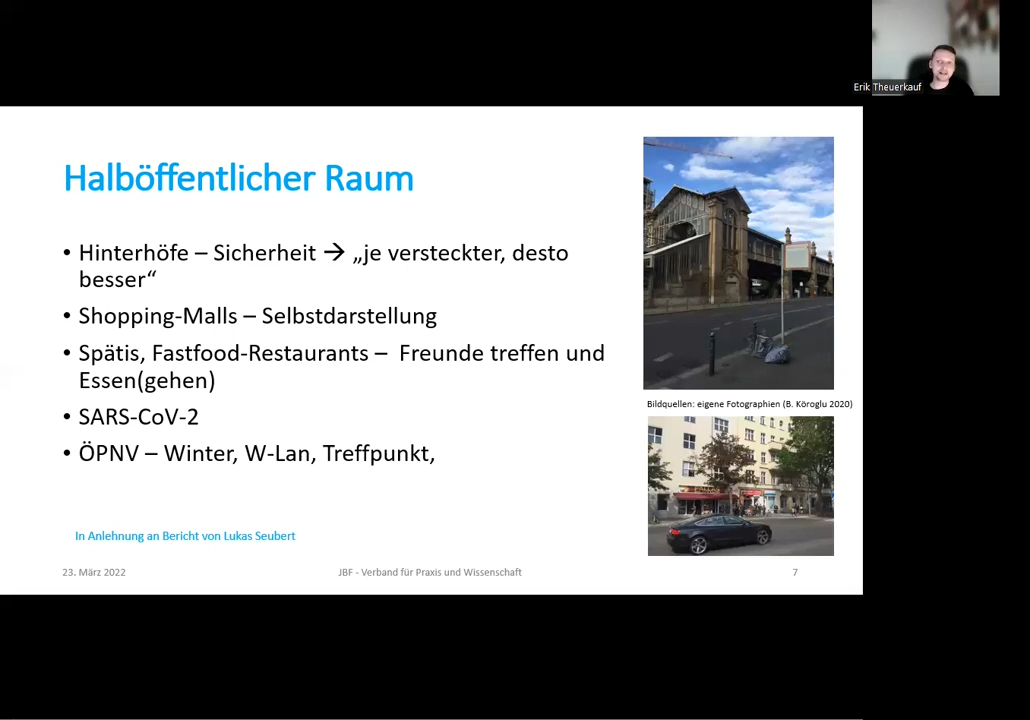 Erik Theuerkauf
Halböffentlicher Raum
• Hinterhöfe – Sicherheit → „je versteckter, desto
besser“
• Shopping-Malls – Selbstdarstellung
• Spätis, Fastfood-Restaurants – Freunde treffen und
Essen(gehen)
• SARS-CoV-2
• ÖPNV – Winter, W-Lan, Treffpunkt,
Bildquellen: eigene Fotographien (B. Köroglu 2020)
In Anlehnung an Bericht von Lukas Seubert
23. März 2022
JBF - Verband für Praxis und Wissenschaft
7